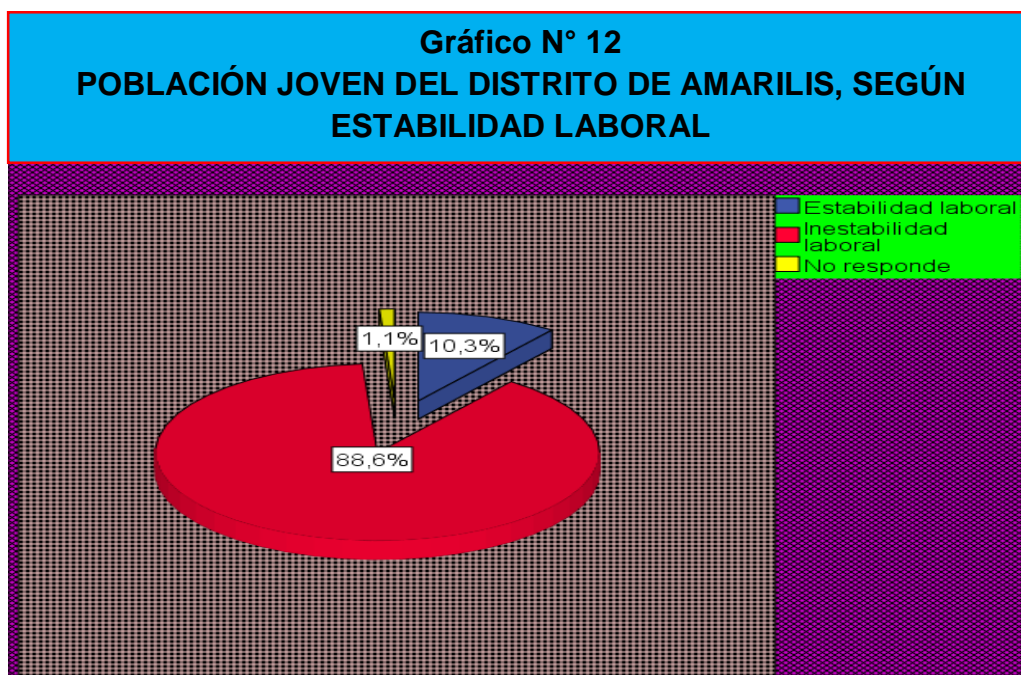 Gráfico N° 12
POBLACIÓN JOVEN DEL DISTRITO DE AMARILIS, SEGÚN
ESTABILIDAD LABORAL
Estabilidad laboral
Inestabilidad
laboral
No responde
1,1%
10,3%
88,6%